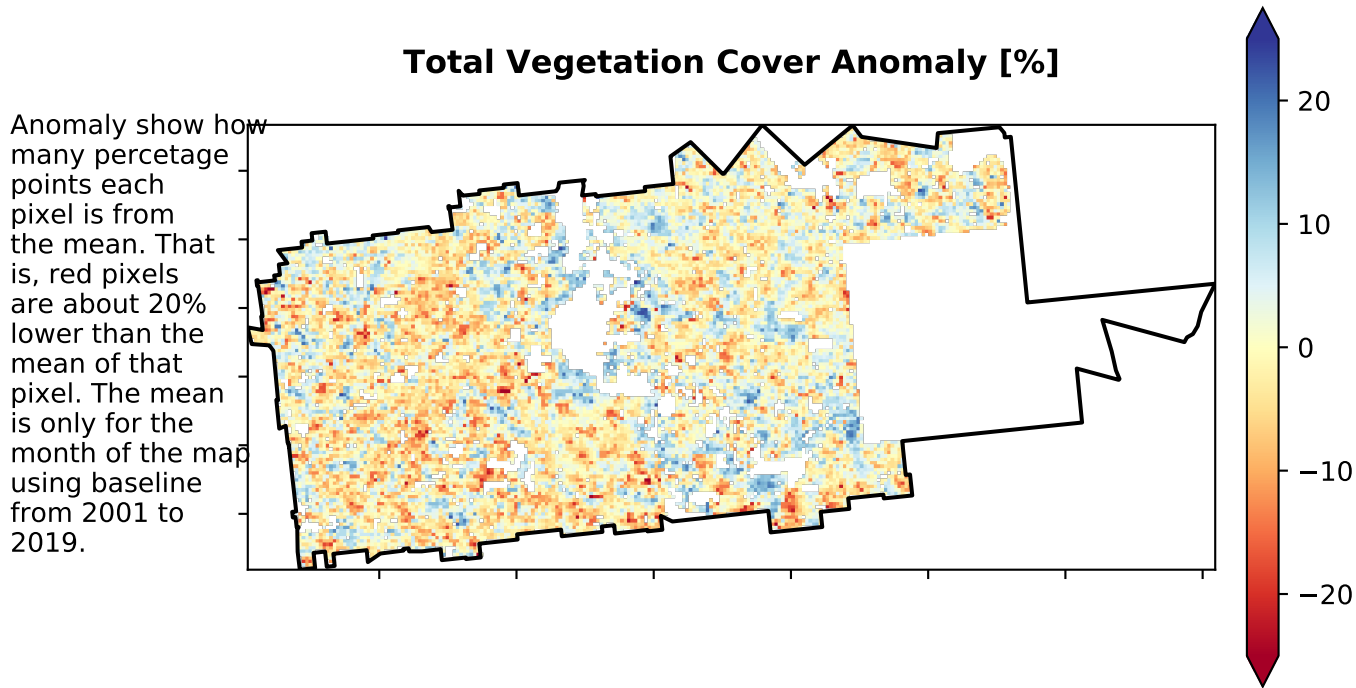 Total Vegetation Cover Anomaly [%]
Anomaly show how
many percetage
points each
pixel is from
the mean. That
is, red pixels
are about 20%
lower than the
mean of that
pixel. The mean
is only for the
month of the map
using baseline
from 2001 to
2019.
20
10
0
−10
−20